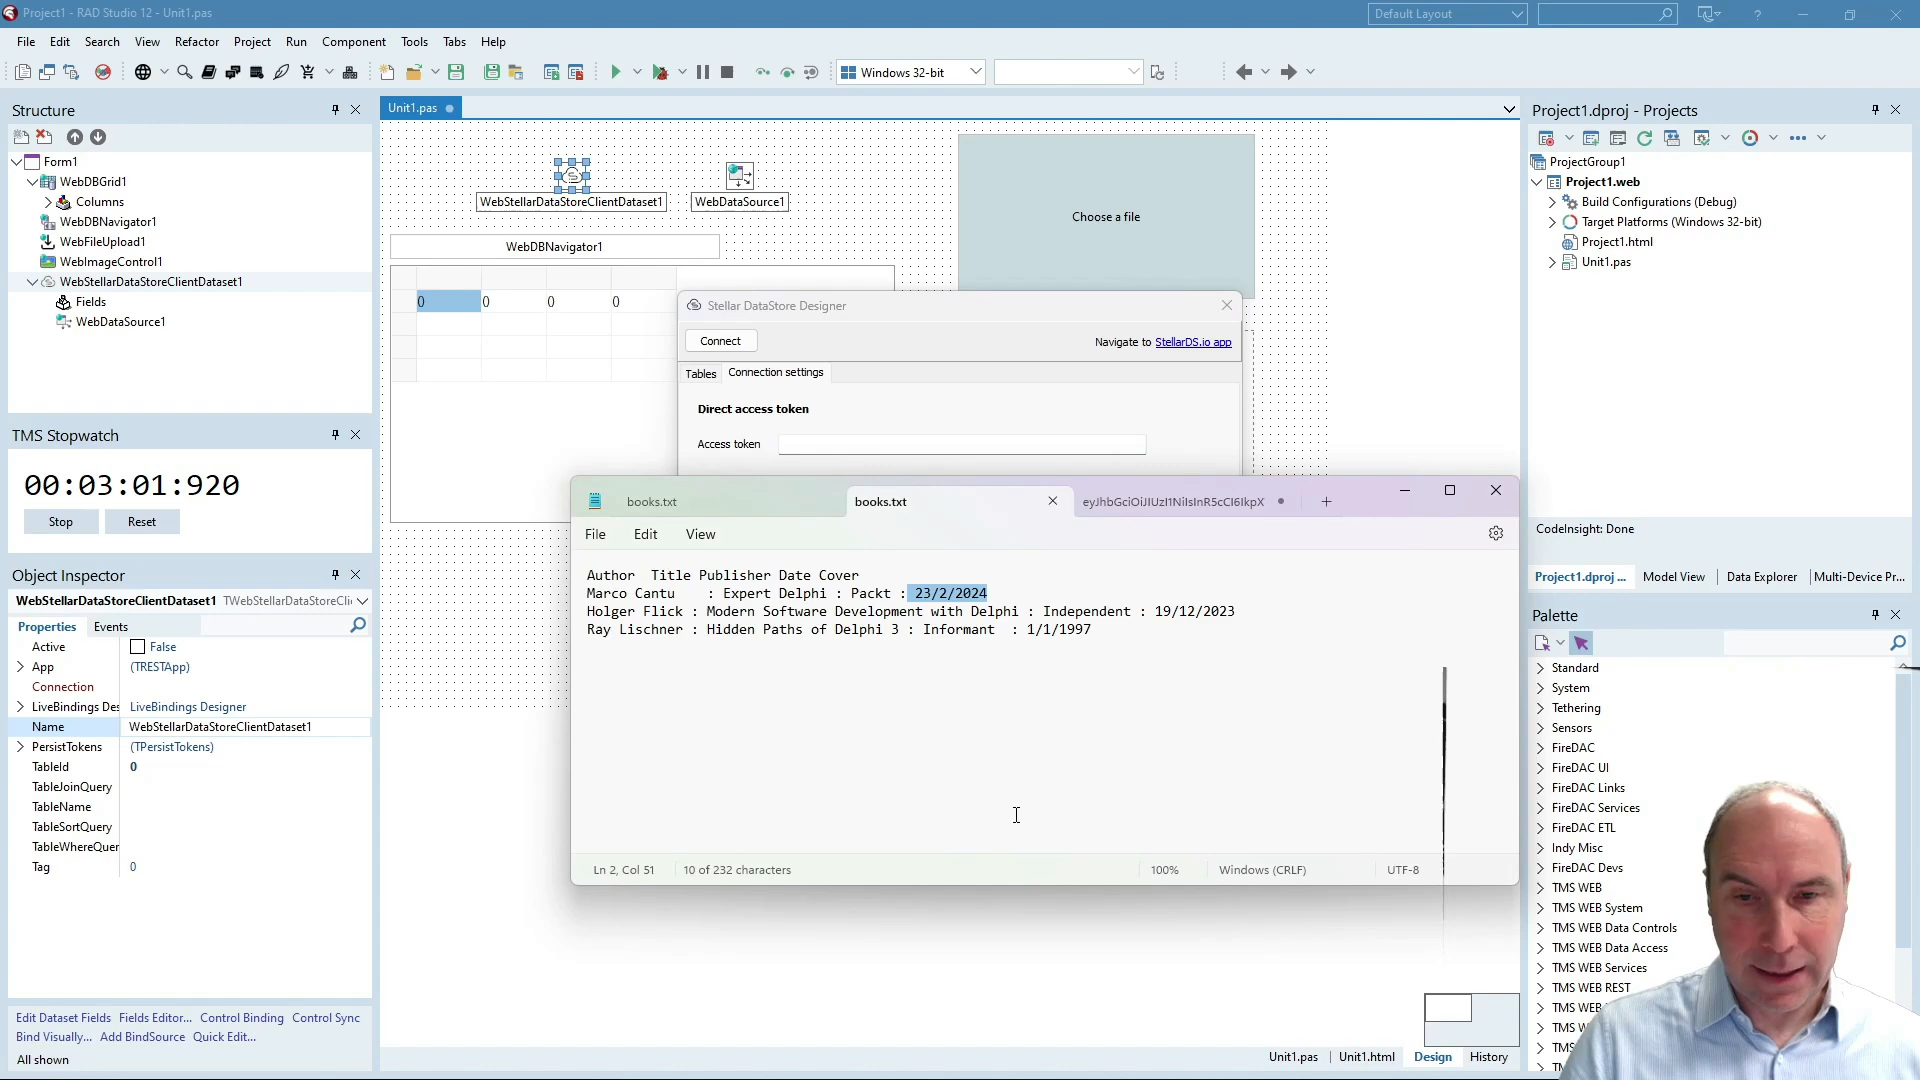 Project1 - RAD Studio 12 - Unit1.pas
Default Layout
File Edit Search View Refactor Project Run Component Tools Tabs Help
Windows 32-bit
Structure
Form1
WebDBGrid1
Columns
WebDBNavigator1
WebFileUpload1
WebImageControl1
WebStellarDataStoreClientDataset1
Fields
WebDataSource1
TMS Stopwatch
00:03:01:920
Stop Reset
Object Inspector
WebStellarDataStoreClientDataset1 TWebStellarDataStoreClie
Properties Events
Active False
App (TRESTApp)
Connection
LiveBindings Des LiveBindings Designer
Name WebStellarDataStoreClientDataset1
PersistTokens (TPersistTokens)
TableId 0
TableJoinQuery
TableName
TableSortQuery
TableWhereQuer
Tag 0
Edit Dataset Fields Fields Editor... Control Binding Control Sync
Bind Visually... Add BindSource Quick Edit...
All shown
Unit1.pas
WebStellarDataStoreClientDataset1
WebDataSource1
Choose a file
WebDBNavigator1
0 0 0 0
Stellar DataStore Designer
Connect
Navigate to StellarDS.io app
Tables Connection settings
Direct access token
Access token
books.txt
books.txt
File Edit View
Author Title Publisher Date Cover
Marco Cantu : Expert Delphi : Packt : 23/2/2024
Holger Flick : Modern Software Development with Delphi : Independent : 19/12/2023
Ray Lischner : Hidden Paths of Delphi 3 : Informant : 1/1/1997
Ln 2, Col 51 10 of 232 characters 100% Windows (CRLF) UTF-8
Unit1.pas Unit1.html Design History
Project1.dproj - Projects
ProjectGroup1
Project1.web
Build Configurations (Debug)
Target Platforms (Windows 32-bit)
Project1.html
Unit1.pas
CodeInsight: Done
Project1.dproj ... Model View Data Explorer Multi-Device Pr...
Palette
Standard
System
Tethering
Sensors
FireDAC
FireDAC UI
FireDAC Links
FireDAC Services
FireDAC ETL
Indy Misc
FireDAC Devs
TMS WEB
TMS WEB System
TMS WEB Data Controls
TMS WEB Data Access
TMS WEB Services
TMS WEB REST
TMS WEB
TMS
TMS